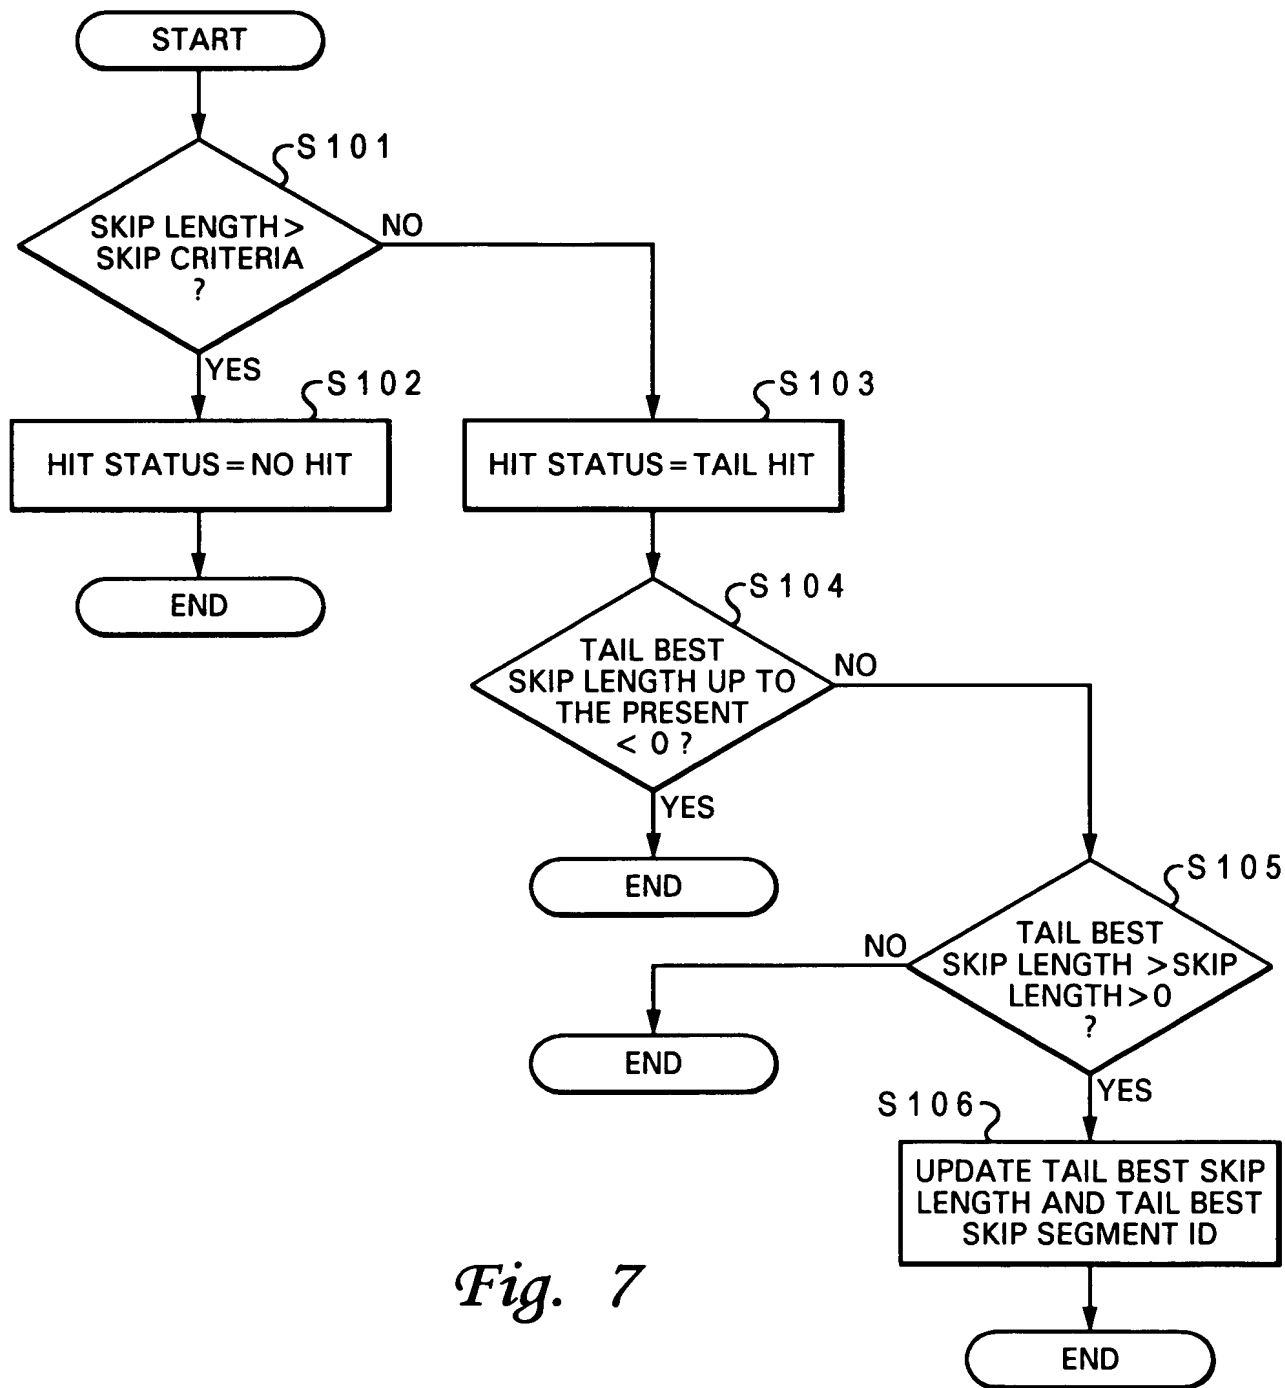 START
S101
SKIP LENGTH >
SKIP CRITERIA
?
NO
YES
S102
HIT STATUS = NO HIT
END
S103
HIT STATUS = TAIL HIT
S104
TAIL BEST
SKIP LENGTH UP TO
THE PRESENT
< 0 ?
NO
YES
END
S105
TAIL BEST
SKIP LENGTH > SKIP
LENGTH > 0
?
NO
END
YES
S106
UPDATE TAIL BEST SKIP
LENGTH AND TAIL BEST
SKIP SEGMENT ID
END
Fig. 7